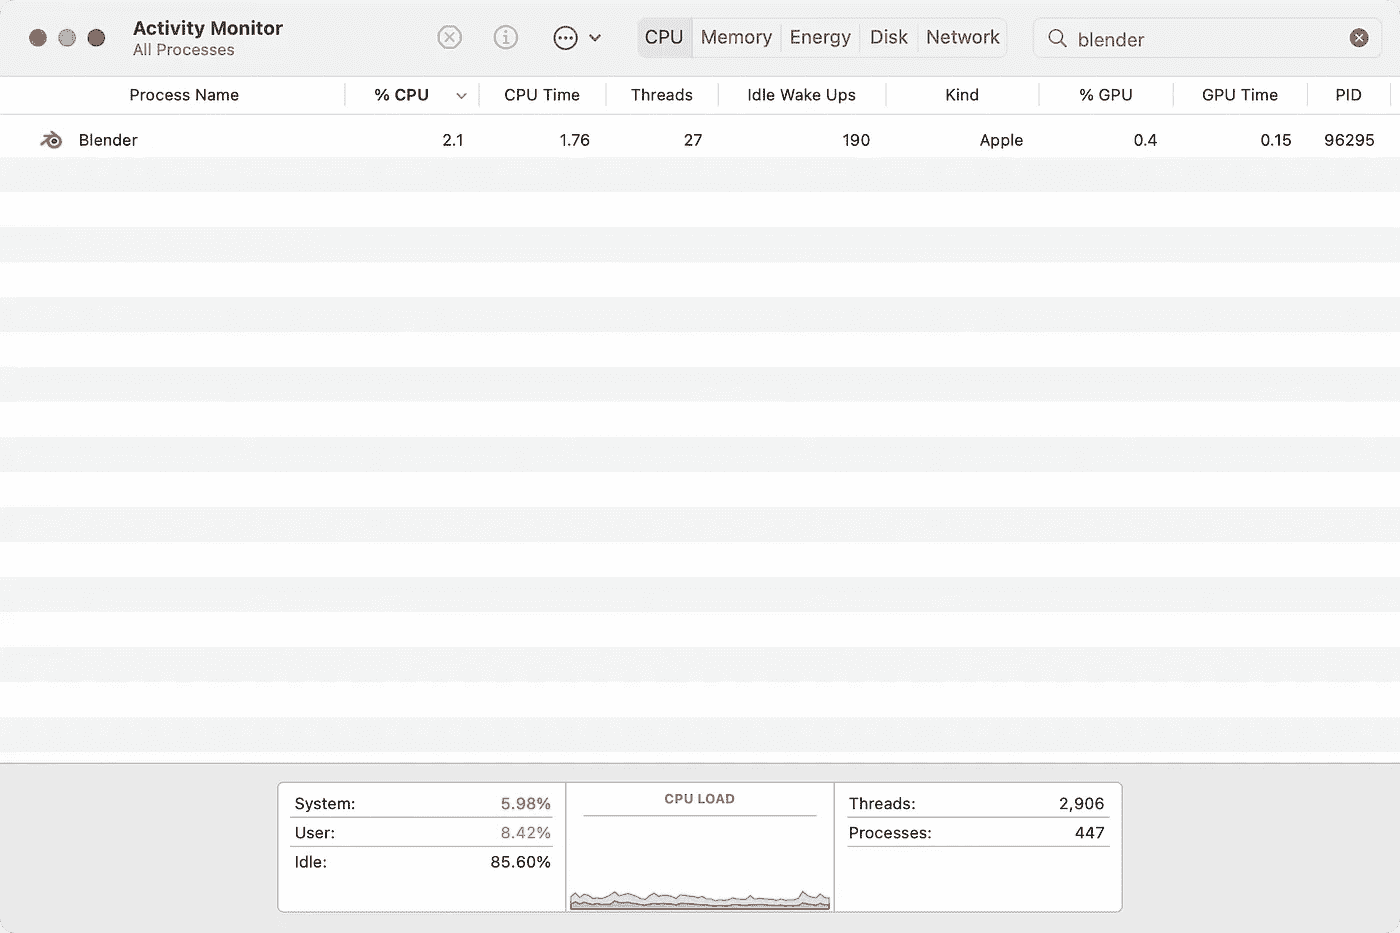 Activity Monitor
All Processes
CPU Memory Energy Disk Network
blender
Process Name % CPU CPU Time Threads Idle Wake Ups Kind % GPU GPU Time PID
Blender 2.1 1.76 27 190 Apple 0.4 0.15 96295
System: 5.98%
User: 8.42%
Idle: 85.60%
CPU LOAD
Threads: 2,906
Processes: 447